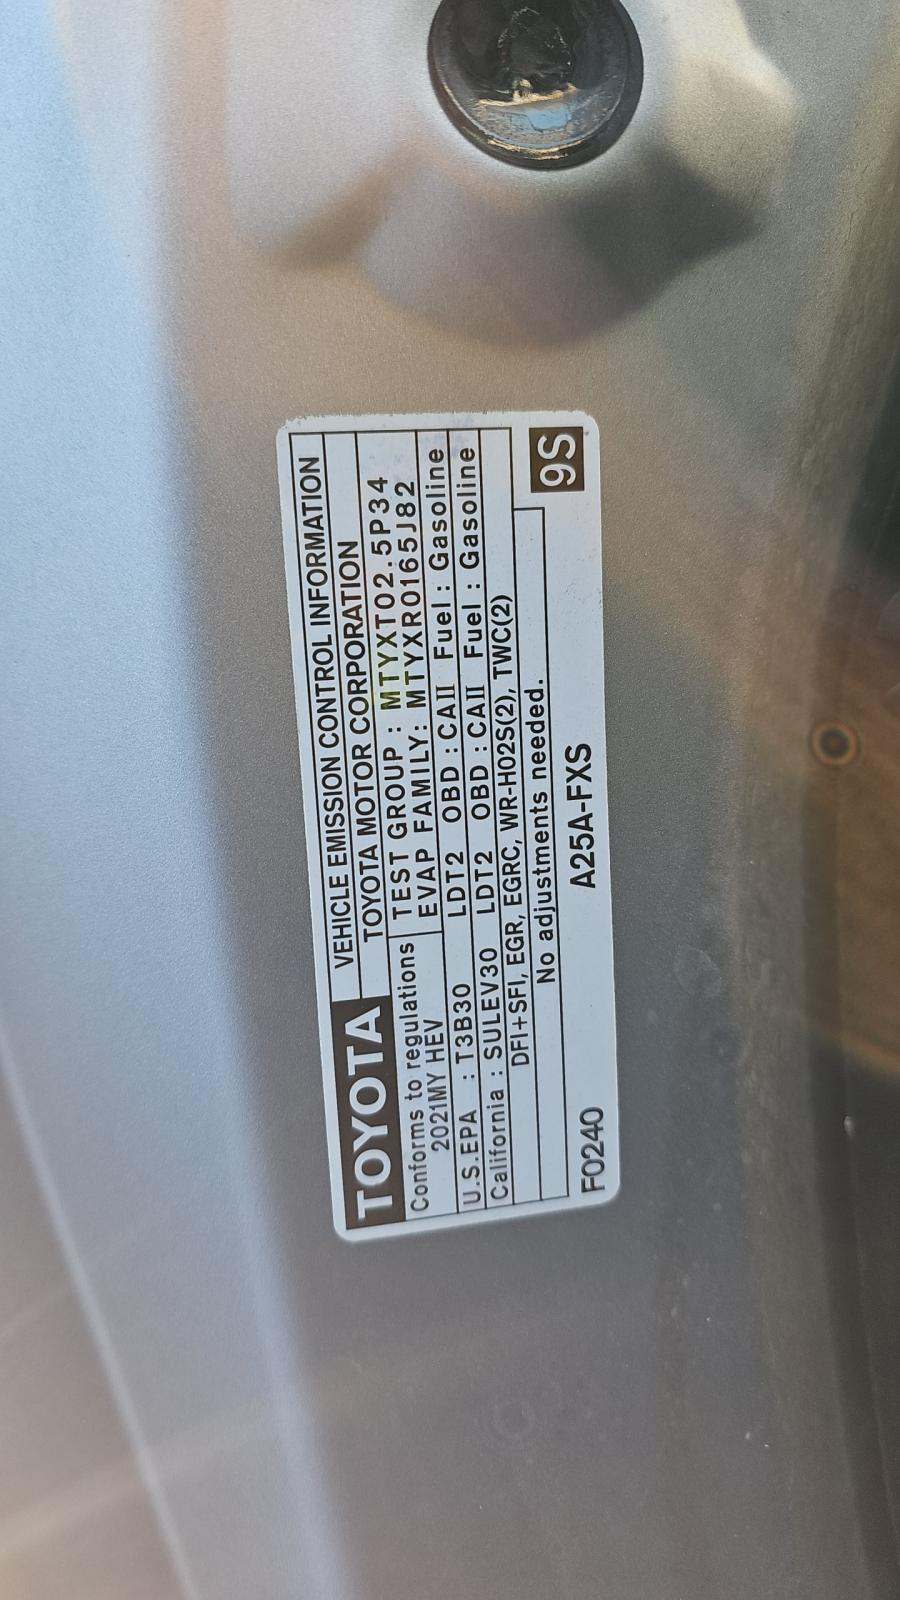 TOYOTA
VEHICLE EMISSION CONTROL INFORMATION
TOYOTA MOTOR CORPORATION
Conforms to regulations
2021MY HEV
TEST GROUP : MTYXT02.5P34
EVAP FAMILY: MTYXR0165J82
U.S.EPA : T3B30 LDT2 OBD : CAII Fuel : Gasoline
California : SULEV30 LDT2 OBD : CAII Fuel : Gasoline
DFI+SFI, EGR, EGRC, WR-HO2S(2), TWC(2)
No adjustments needed.
F0240 A25A-FXS 9S